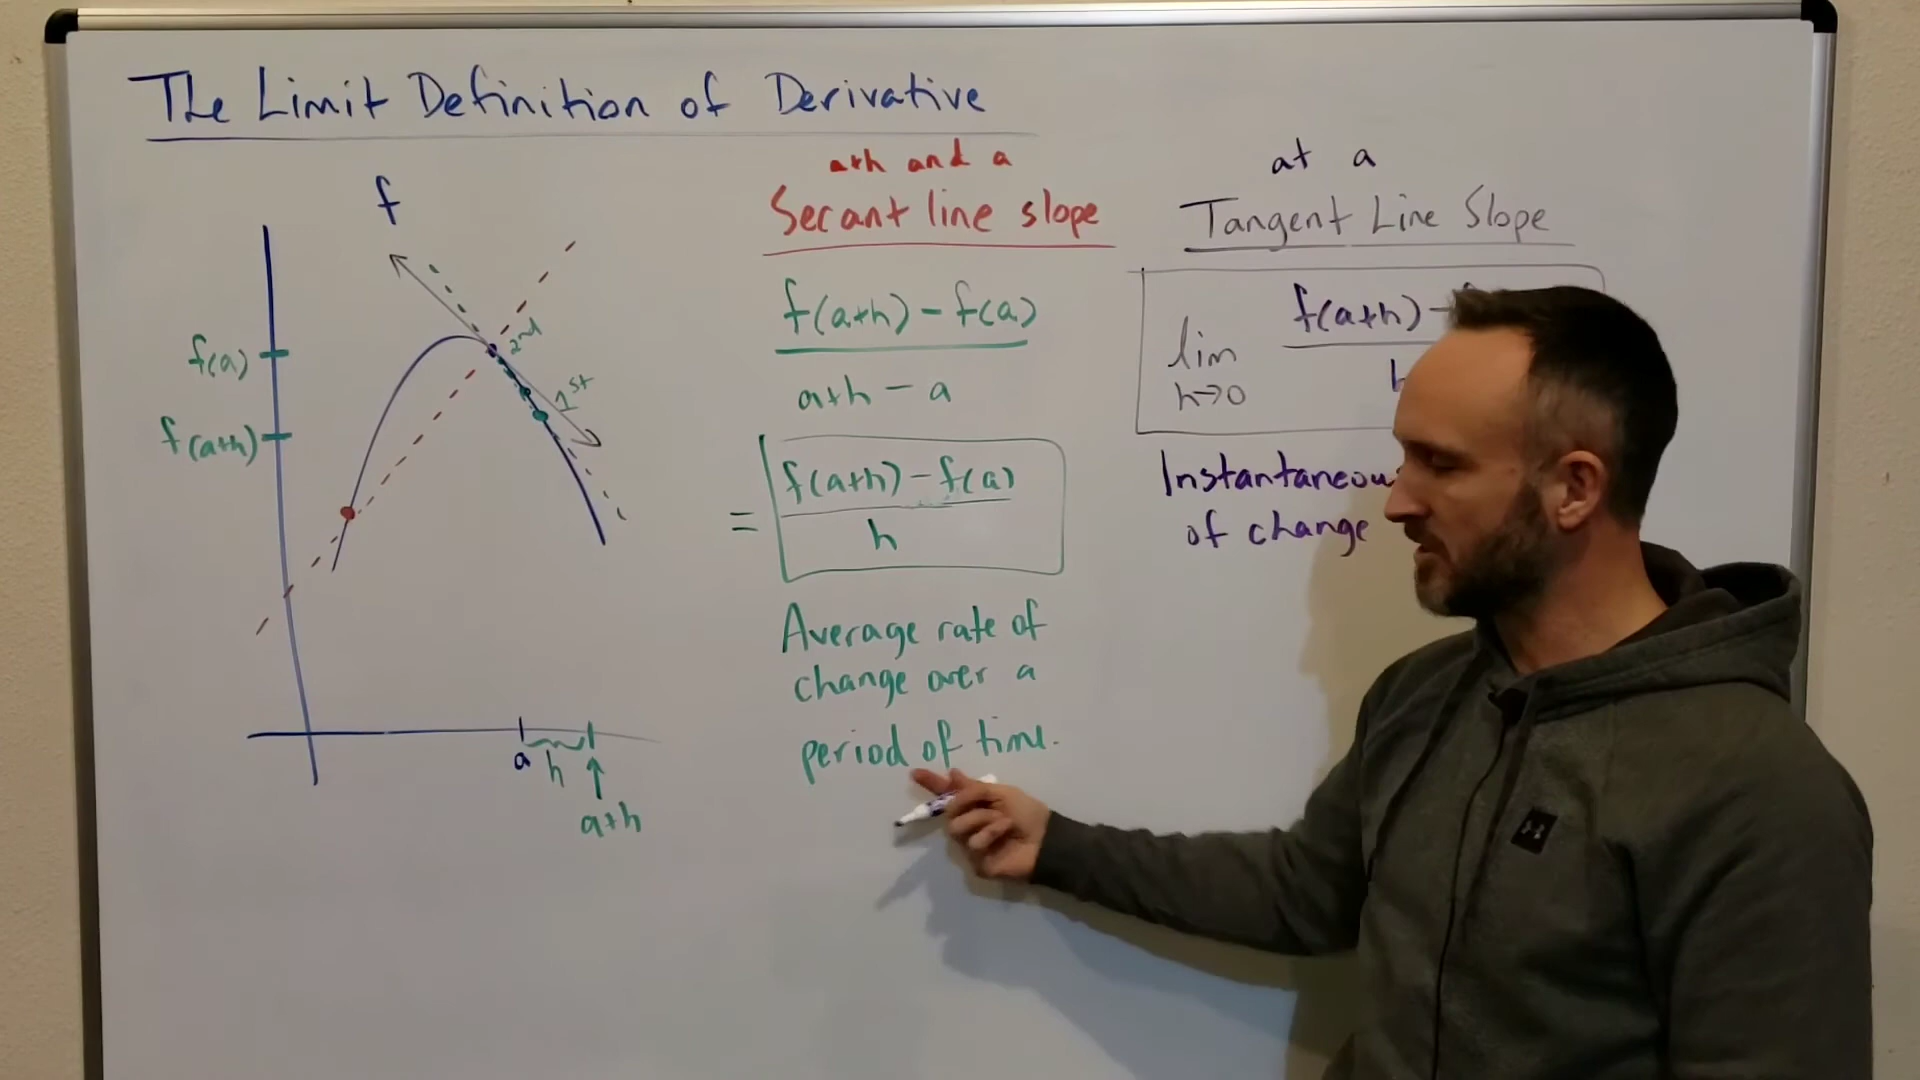 The Limit Definition of Derivative
f
f(a)
f(a+h)
2nd
1st
a
h
a+h
a+h and a
Secant line slope
f(a+h) - f(a)
a+h - a
= f(a+h) - f(a)
h
Average rate of
change over a
period of time.
at a
Tangent Line Slope
lim
h→0
f(a+h) -
Instantaneou
of change